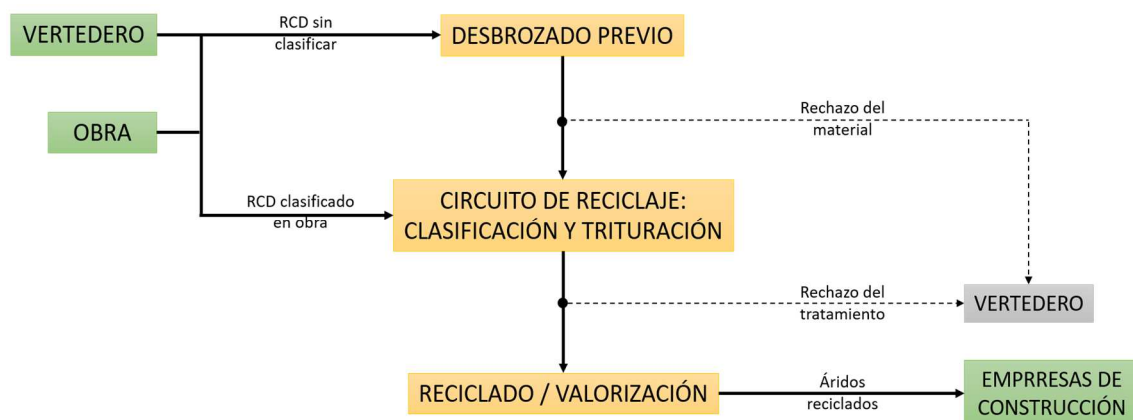 VERTEDERO
RCD sin
clasificar
DESBROZADO PREVIO
OBRA
Rechazo del
material
RCD clasificado
en obra
CIRCUITO DE RECICLAJE:
CLASIFICACIÓN Y TRITURACIÓN
Rechazo del
tratamiento
VERTEDERO
RECICLADO / VALORIZACIÓN
Áridos
reciclados
EMPRRESAS DE
CONSTRUCCIÓN